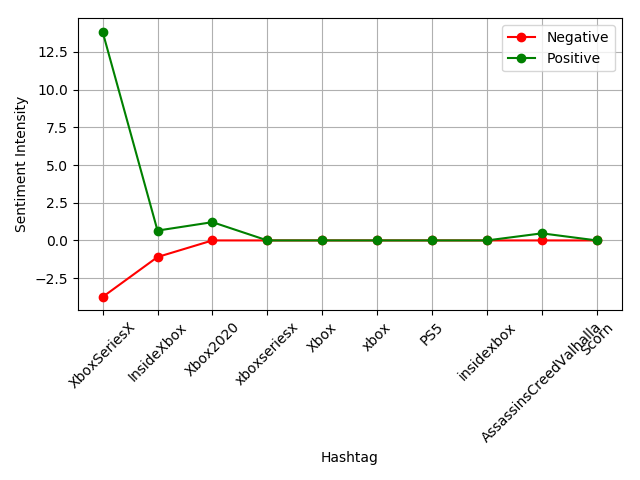 Negative
Positive
12.5
10.0
7.5
5.0
2.5
0.0
−2.5
Sentiment Intensity
XboxSeriesX
InsideXbox
Xbox2020
xboxseriesx
Xbox
xbox
PS5
insidexbox
AssassinsCreedValhalla
Scorn
Hashtag